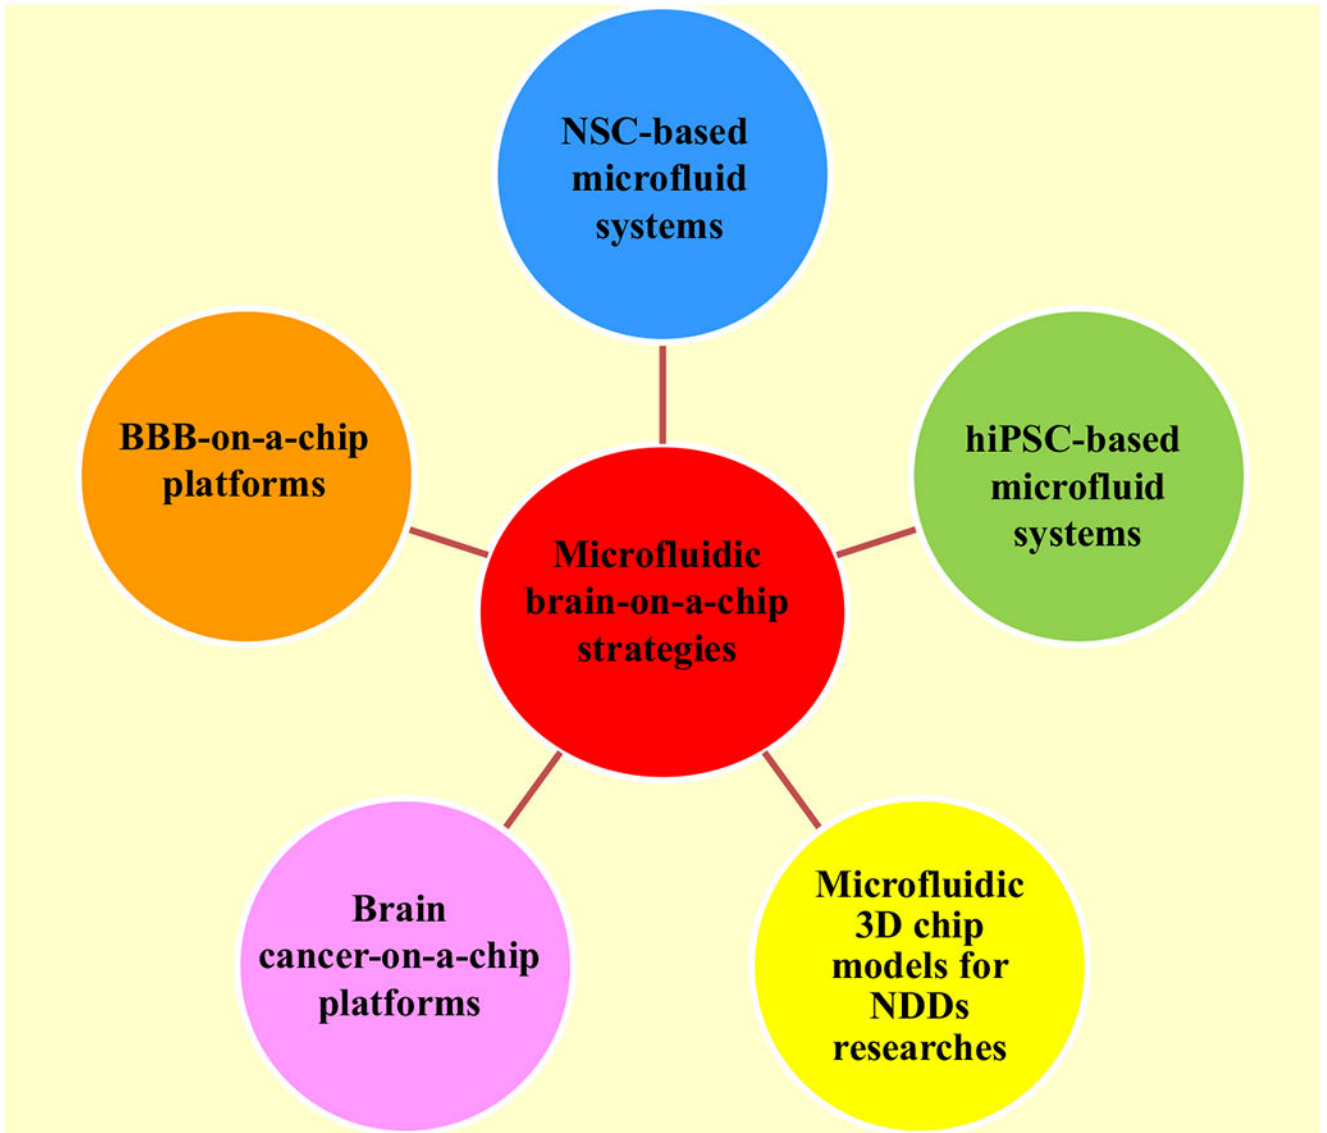 NSC-based
microfluid
systems
BBB-on-a-chip
platforms
hiPSC-based
microfluid
systems
Microfluidic
brain-on-a-chip
strategies
Brain
cancer-on-a-chip
platforms
Microfluidic
3D chip
models for
NDDs
researches